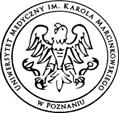 UNIWERSYTET MEDYCZNY IM. KAROLA MARCINKOWSKIEGO
W POZNANIU